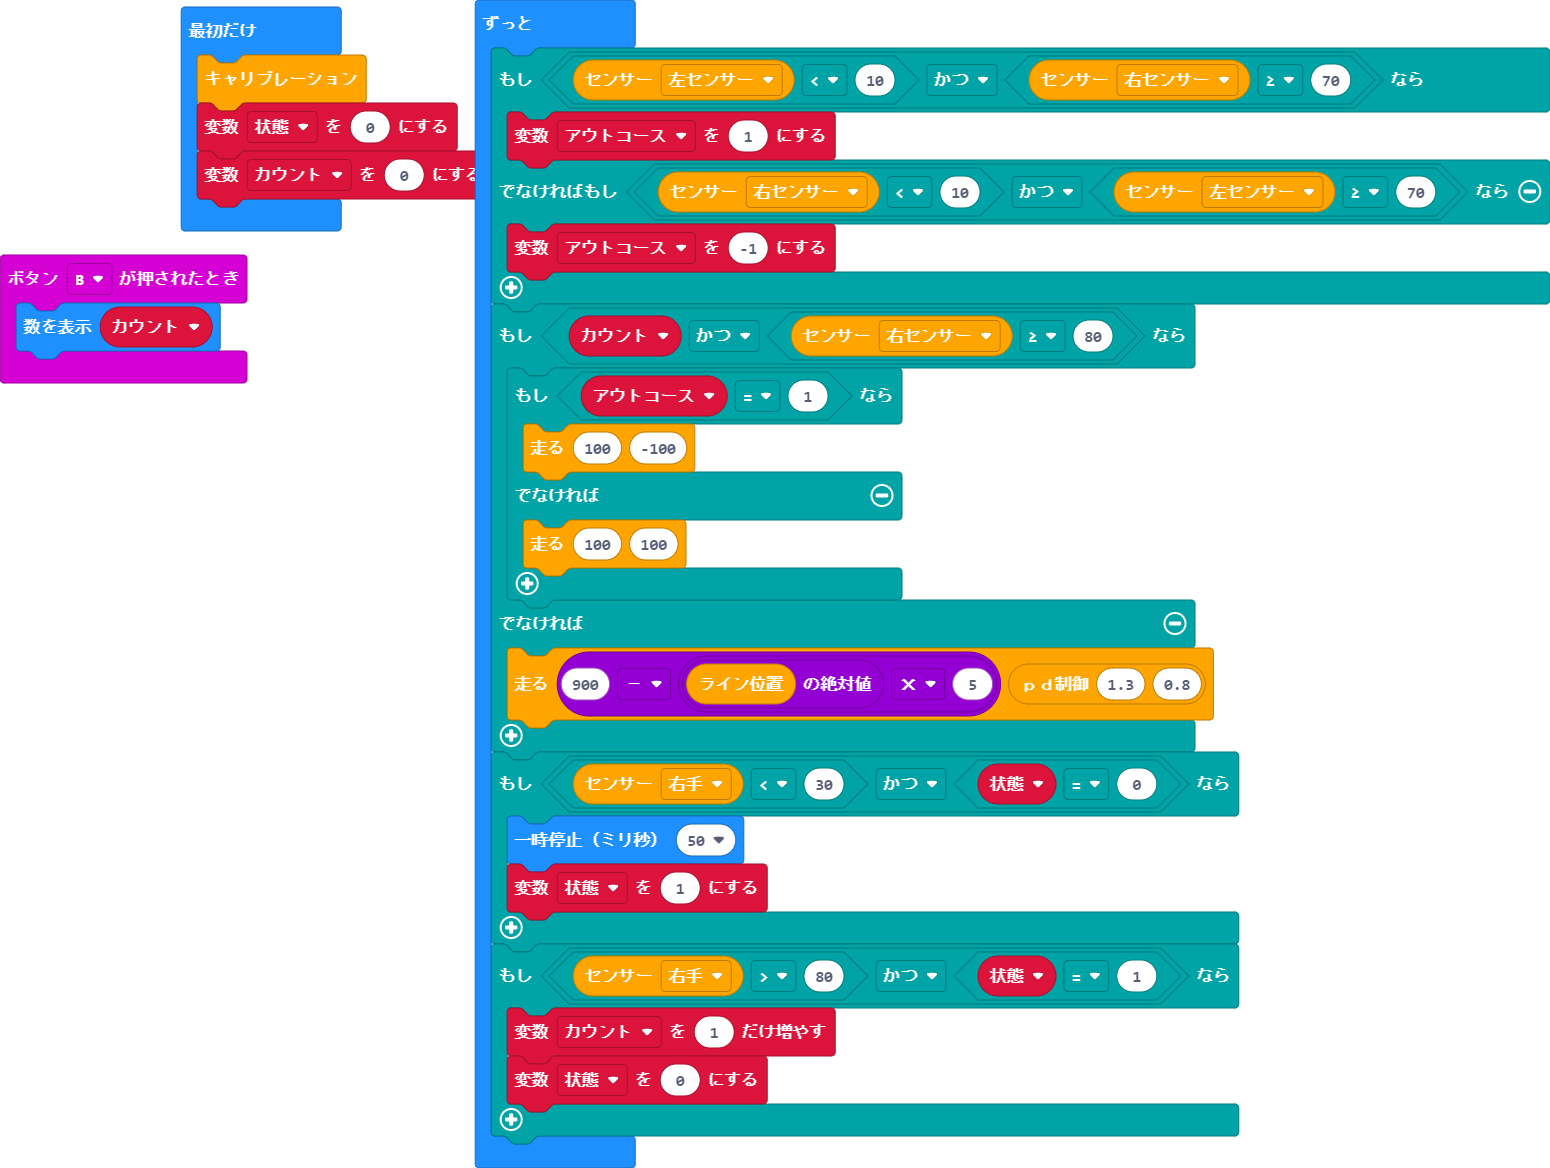 最初だけ
キャリブレーション
変数 状態 を 0 にする
変数 カウント を 0 にする
ボタン B が押されたとき
数を表示 カウント
ずっと
もし センサー 左センサー < 10 かつ センサー 右センサー ≥ 70 なら
変数 アウトコース を 1 にする
でなければもし センサー 右センサー < 10 かつ センサー 左センサー ≥ 70 なら
変数 アウトコース を -1 にする
もし カウント かつ センサー 右センサー ≥ 80 なら
もし アウトコース = 1 なら
走る 100 -100
でなければ
走る 100 100
でなければ
走る 900 - ライン位置 の絶対値 × 5 pd制御 1.3 0.8
もし センサー 右手 < 30 かつ 状態 = 0 なら
一時停止（ミリ秒） 50
変数 状態 を 1 にする
もし センサー 右手 > 80 かつ 状態 = 1 なら
変数 カウント を 1 だけ増やす
変数 状態 を 0 にする